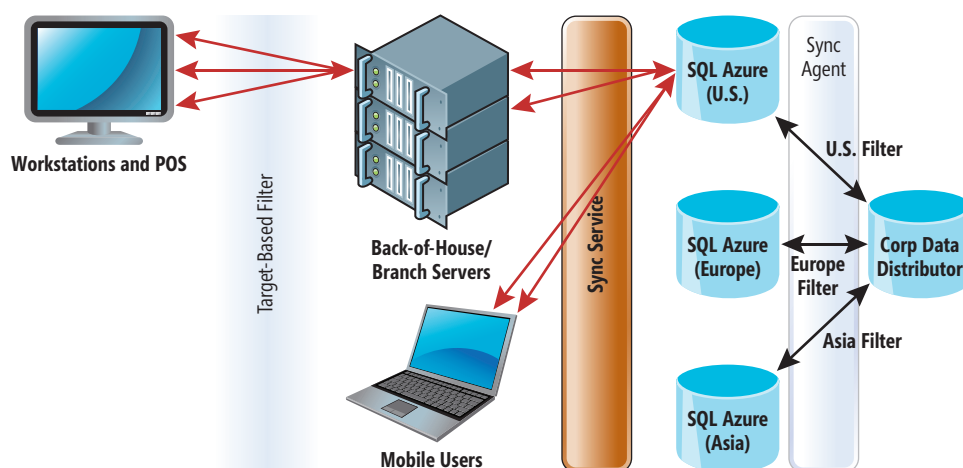 Workstations and POS
Target-Based Filter
Back-of-House/
Branch Servers
Mobile Users
Sync Service
SQL Azure
(U.S.)
SQL Azure
(Europe)
SQL Azure
(Asia)
Sync
Agent
U.S. Filter
Europe
Filter
Asia Filter
Corp Data
Distributor